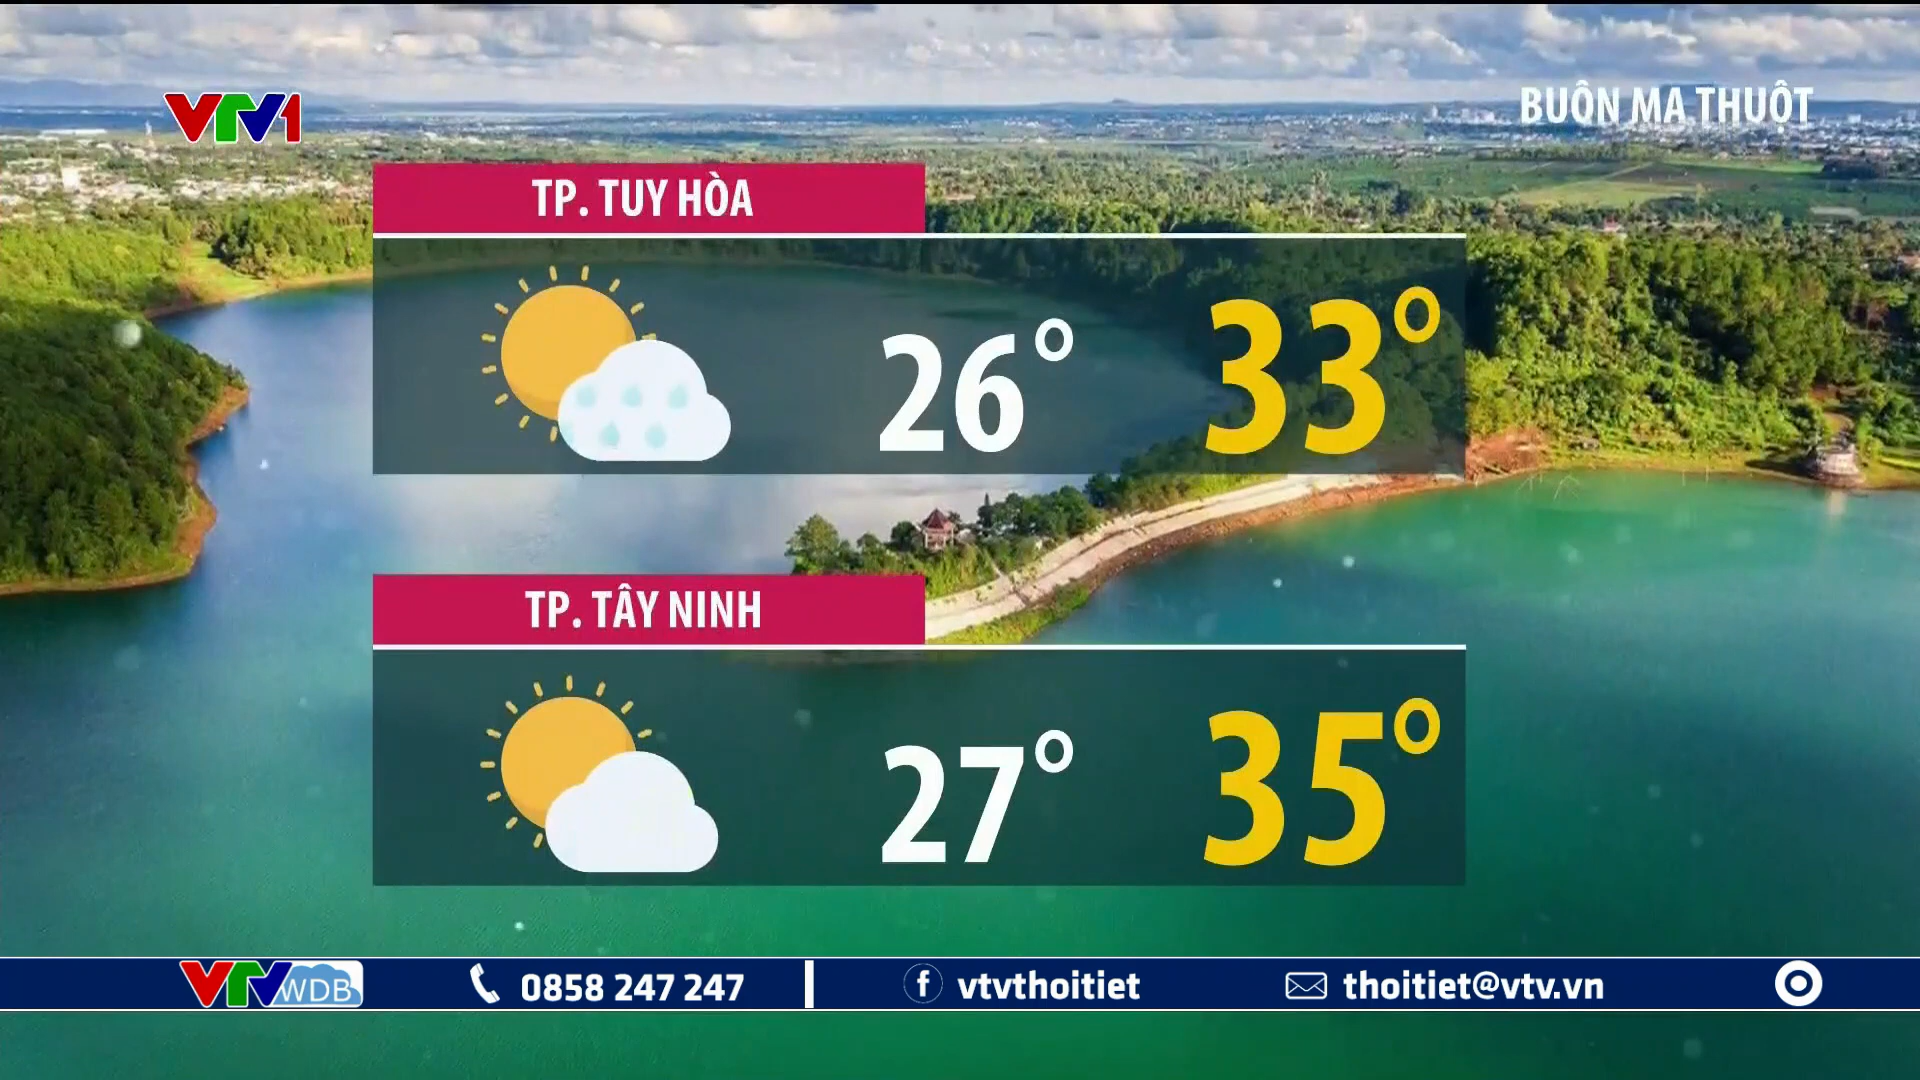 VTV1
BUÔN MA THUỘT
TP. TUY HÒA
26° 33°
TP. TÂY NINH
27° 35°
VTV WDB 0858 247 247 vtvthoitiet thoitiet@vtv.vn